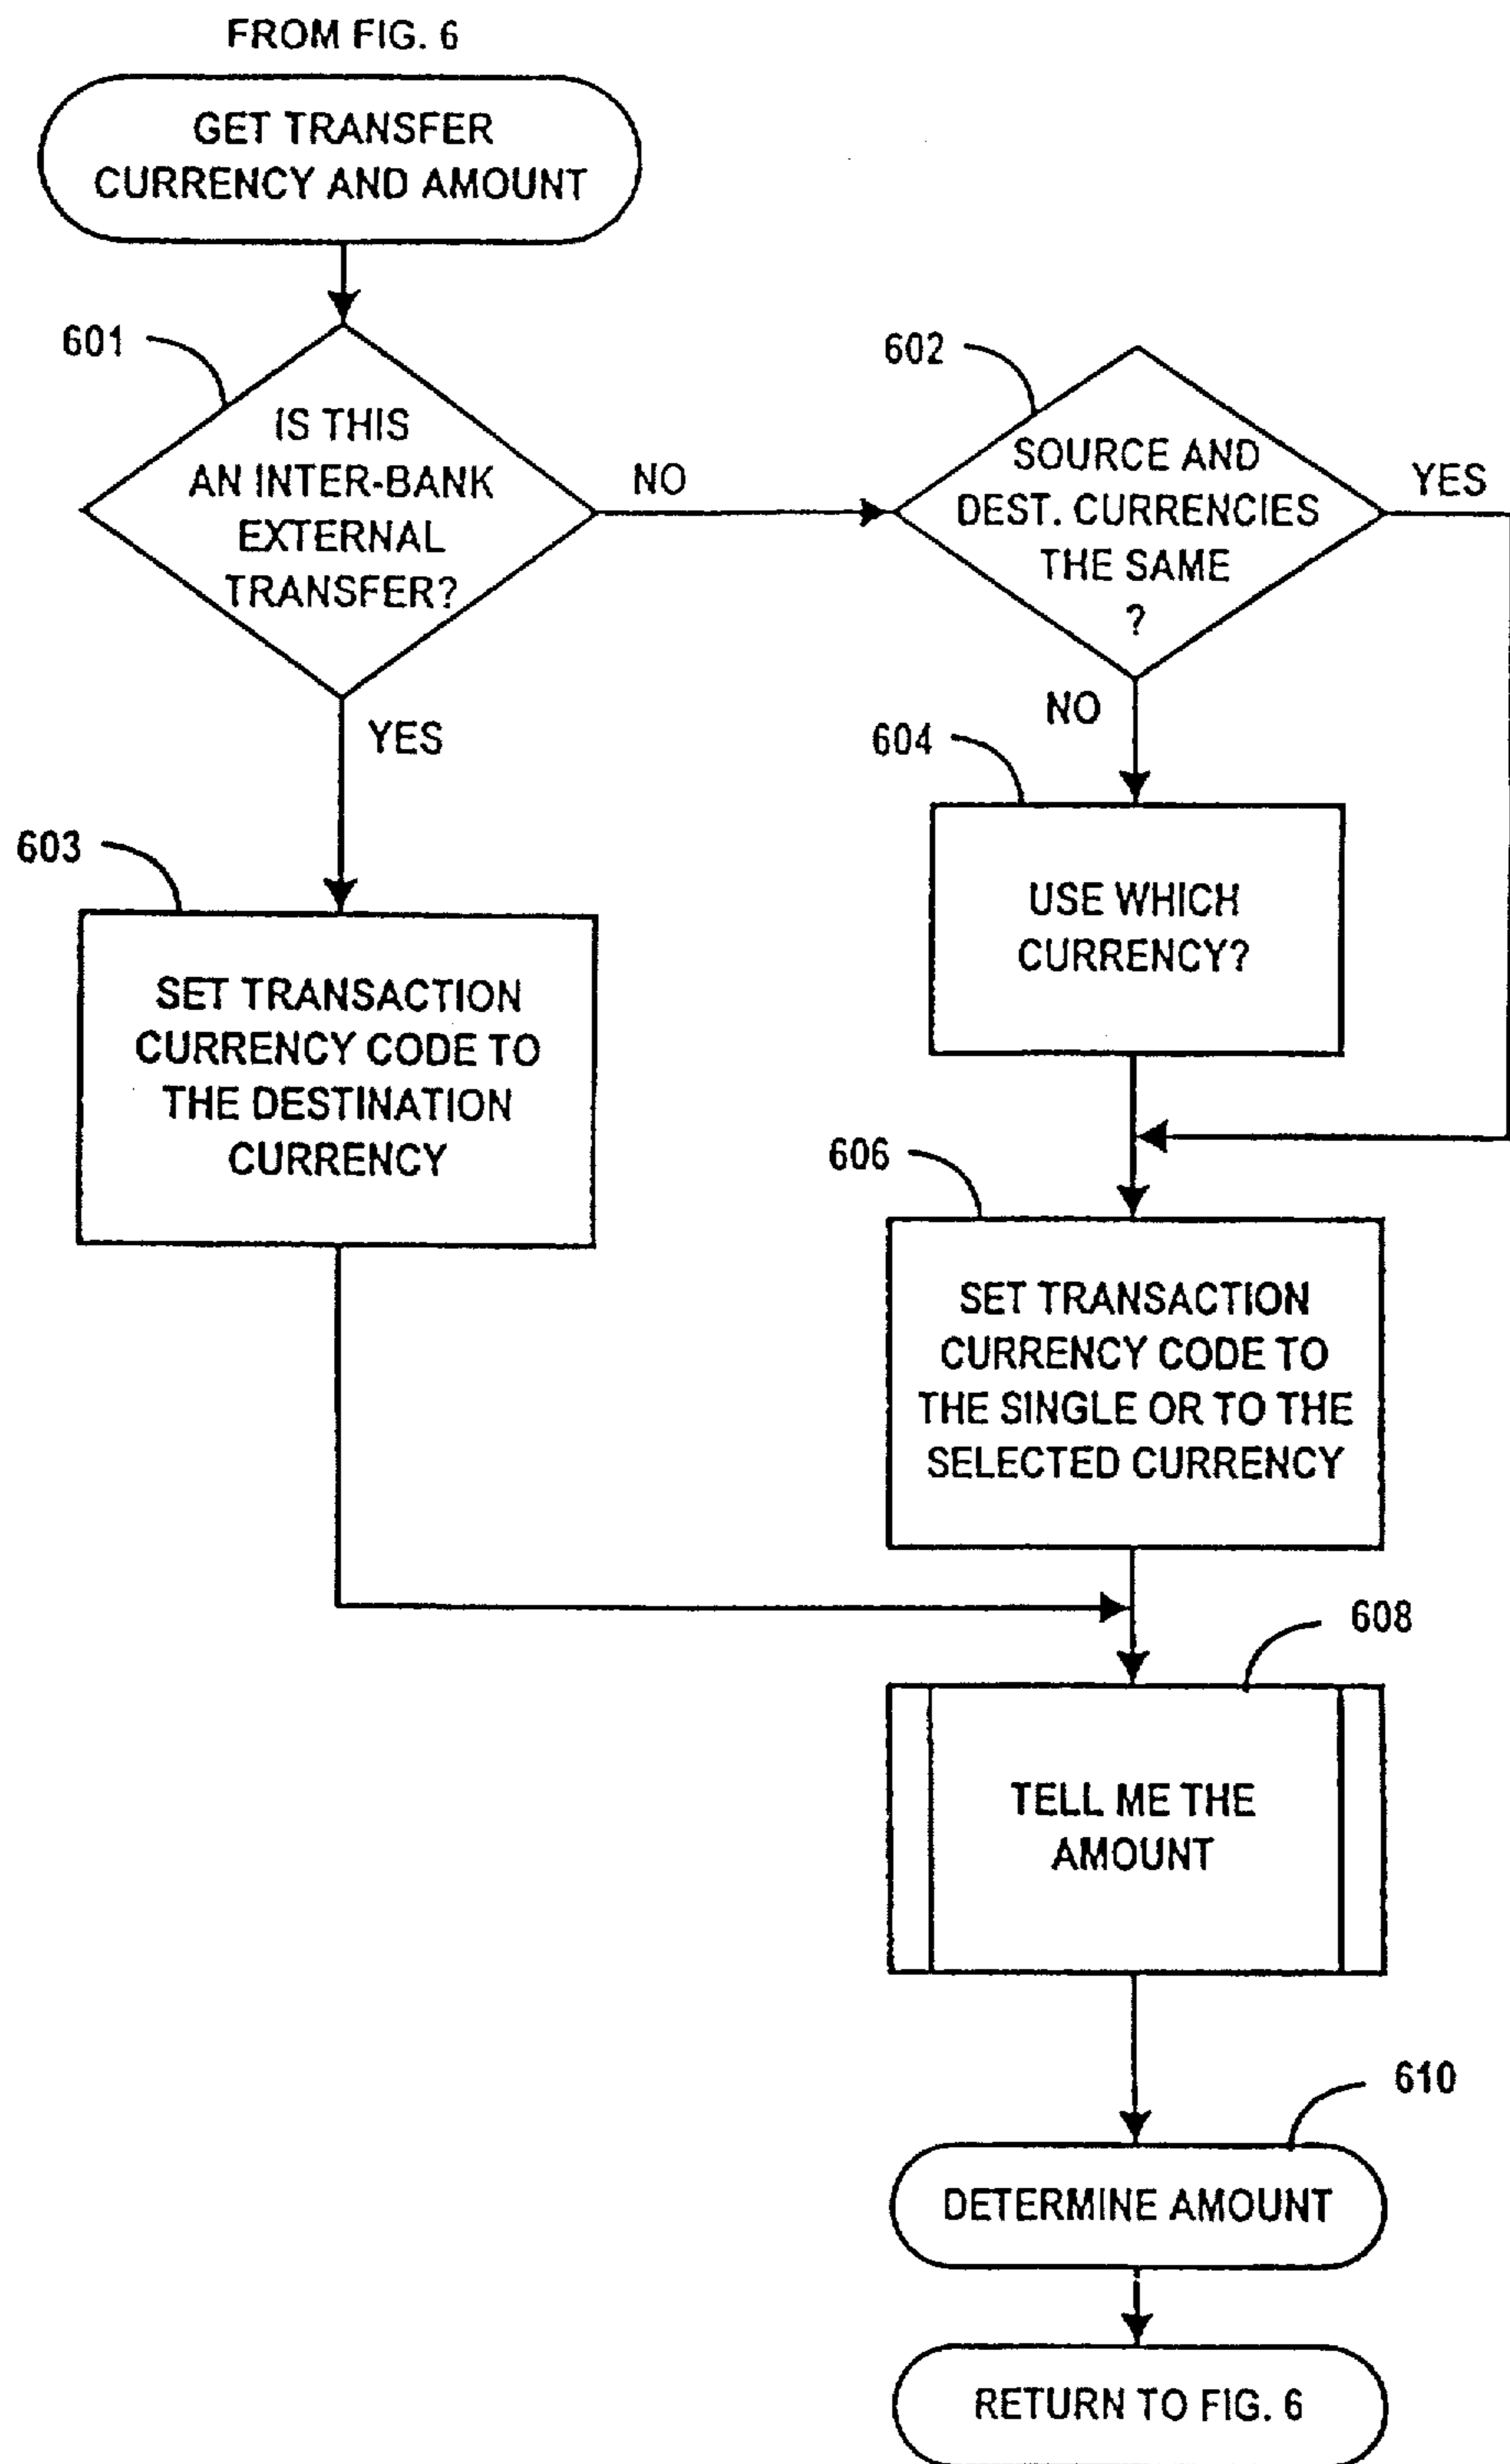 FROM FIG. 6
GET TRANSFER
CURRENCY AND AMOUNT
601
IS THIS
AN INTER-BANK
EXTERNAL
TRANSFER?
NO
YES
602
SOURCE AND
DEST. CURRENCIES
THE SAME
?
YES
NO
603
SET TRANSACTION
CURRENCY CODE TO
THE DESTINATION
CURRENCY
604
USE WHICH
CURRENCY?
606
SET TRANSACTION
CURRENCY CODE TO
THE SINGLE OR TO THE
SELECTED CURRENCY
608
TELL ME THE
AMOUNT
610
DETERMINE AMOUNT
RETURN TO FIG. 6